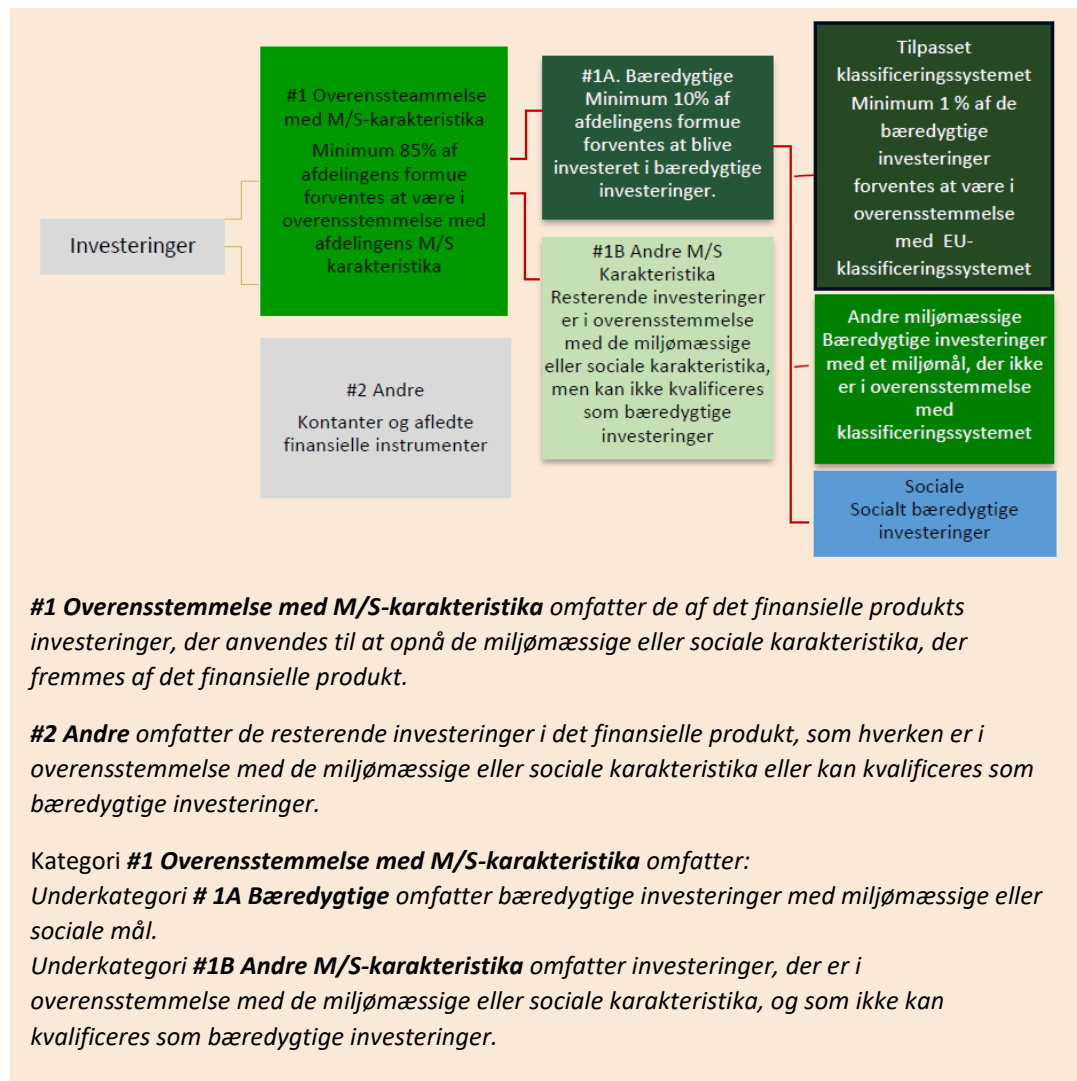 Investeringer
#1 Overenssteammelse
med M/S-karakteristika
Minimum 85% af
afdelingens formue
forventes at være i
overensstemmelse med
afdelingens M/S
karakteristika
#2 Andre
Kontanter og afledte
finansielle instrumenter
#1A. Bæredygtige
Minimum 10% af
afdelingens formue
forventes at blive
investeret i bæredygtige
investeringer.
#1B Andre M/S
Karakteristika
Resterende investeringer
er i overensstemmelse
med de miljømæssige
eller sociale karakteristika,
men kan ikke kvalificeres
som bæredygtige
investeringer
Tilpasset
klassificeringssystemet
Minimum 1 % af de
bæredygtige
investeringer
forventes at være i
overensstemmelse
med EU-
klassificeringssystemet
Andre miljømæssige
Bæredygtige investeringer
med et miljømål, der ikke
er i overensstemmelse
med
klassificeringssystemet
Sociale
Socialt bæredygtige
investeringer
#1 Overensstemmelse med M/S-karakteristika omfatter de af det finansielle produkts
investeringer, der anvendes til at opnå de miljømæssige eller sociale karakteristika, der
fremmes af det finansielle produkt.
#2 Andre omfatter de resterende investeringer i det finansielle produkt, som hverken er i
overensstemmelse med de miljømæssige eller sociale karakteristika eller kan kvalificeres som
bæredygtige investeringer.
Kategori #1 Overensstemmelse med M/S-karakteristika omfatter:
Underkategori # 1A Bæredygtige omfatter bæredygtige investeringer med miljømæssige eller
sociale mål.
Underkategori #1B Andre M/S-karakteristika omfatter investeringer, der er i
overensstemmelse med de miljømæssige eller sociale karakteristika, og som ikke kan
kvalificeres som bæredygtige investeringer.